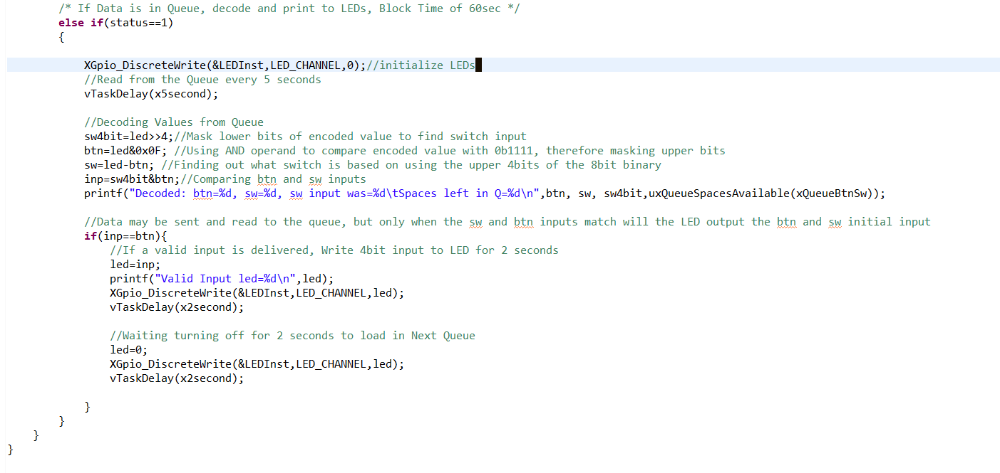 /* If Data is in Queue, decode and print to LEDs, Block Time of 60sec */
else if(status==1)
{
XGpio_DiscreteWrite(&LEDInst,LED_CHANNEL,0);//initialize LEDs
//Read from the Queue every 5 seconds
vTaskDelay(x5second);
//Decoding Values from Queue
sw4bit=led>>4;//Mask lower bits of encoded value to find switch input
btn=led&0x0F; //Using AND operand to compare encoded value with 0b1111, therefore masking upper bits
sw=led-btn; //Finding out what switch is based on using the upper 4bits of the 8bit binary
inp=sw4bit&btn;//Comparing btn and sw inputs
printf("Decoded: btn=%d, sw=%d, sw input was=%d\tSpaces left in Q=%d\n",btn, sw, sw4bit,uxQueueSpacesAvailable(xQueueBtnSw));
//Data may be sent and read to the queue, but only when the sw and btn inputs match will the LED output the btn and sw initial input
if(inp==btn){
//If a valid input is delivered, Write 4bit input to LED for 2 seconds
led=inp;
printf("Valid Input led=%d\n",led);
XGpio_DiscreteWrite(&LEDInst,LED_CHANNEL,led);
vTaskDelay(x2second);
//Waiting turning off for 2 seconds to load in Next Queue
led=0;
XGpio_DiscreteWrite(&LEDInst,LED_CHANNEL,led);
vTaskDelay(x2second);
}
}
}
}